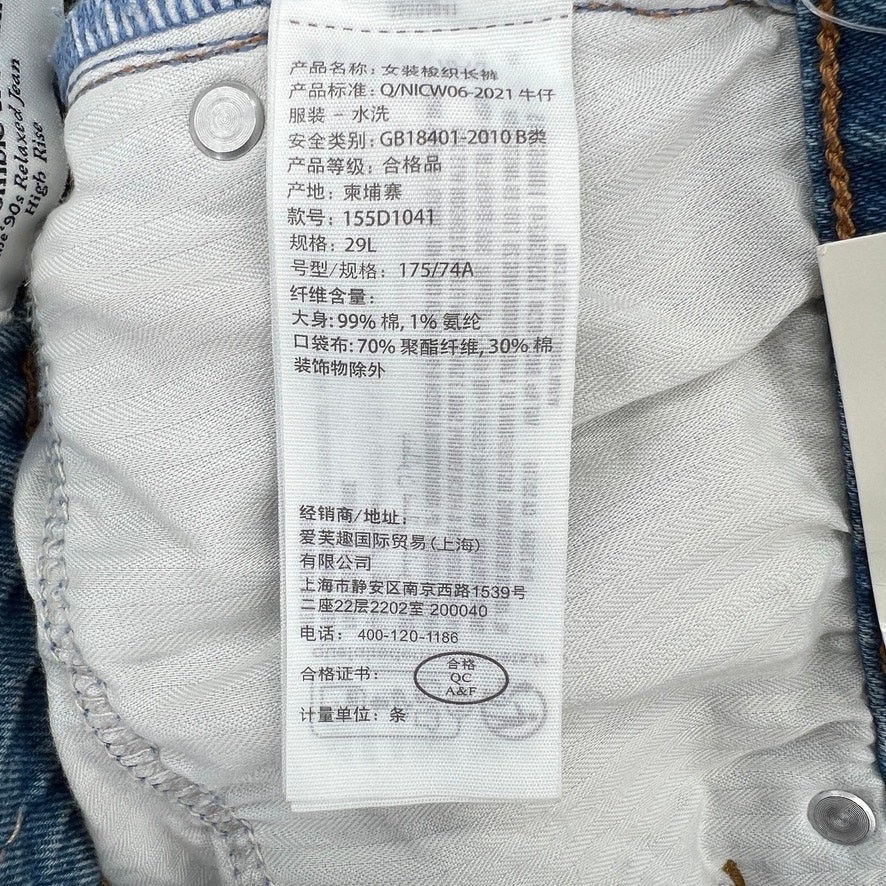 产品名称: 女装梭织长裤
产品标准: Q/NICW06-2021 牛仔
服装 - 水洗
安全类别: GB18401-2010 B类
产品等级: 合格品
产地: 柬埔寨
款号: 155D1041
规格: 29L
号型/规格: 175/74A
纤维含量:
大身: 99% 棉, 1% 氨纶
口袋布: 70% 聚酯纤维, 30% 棉
装饰物除外
经销商/地址:
爱芙趣国际贸易(上海)
有限公司
上海市静安区南京西路1539号
二座22层2202室 200040
电话: 400-120-1186
合格证书:
合格
QC
A&F
计量单位: 条
'90s Relaxed Jean
High Rise